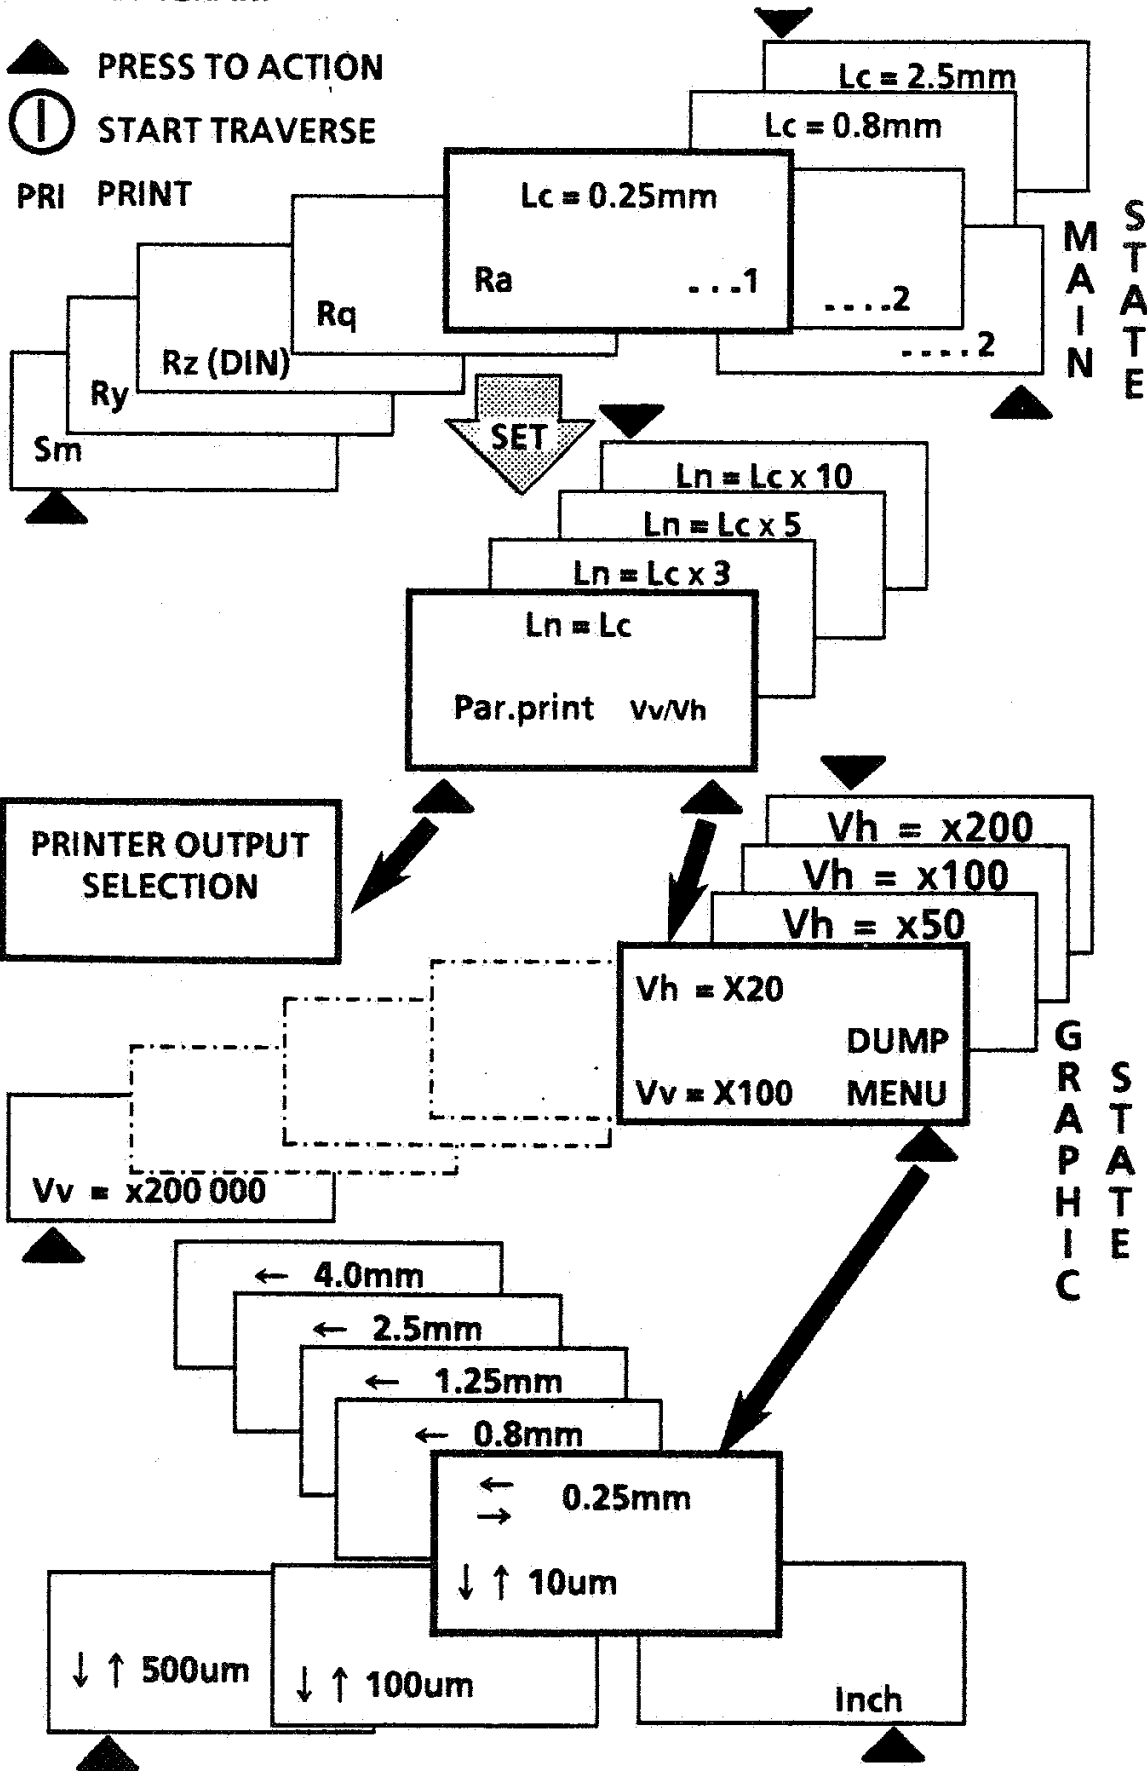 PRESS TO ACTION
START TRAVERSE
PRI PRINT
Lc = 2.5mm
Lc = 0.8mm
Lc = 0.25mm
Ra ...1
Rq
....2
Rz (DIN)
....2
Ry
Sm
MAIN
STATE
SET
Ln = Lc x 10
Ln = Lc x 5
Ln = Lc x 3
Ln = Lc
Par.print Vv/Vh
PRINTER OUTPUT
SELECTION
Vh = x200
Vh = x100
Vh = x50
Vh = X20
DUMP
Vv = X100 MENU
Vv = x200 000
GRAPHIC
STATE
← 4.0mm
← 2.5mm
← 1.25mm
← 0.8mm
← → 0.25mm
↓ ↑ 10um
↓ ↑ 500um
↓ ↑ 100um
Inch